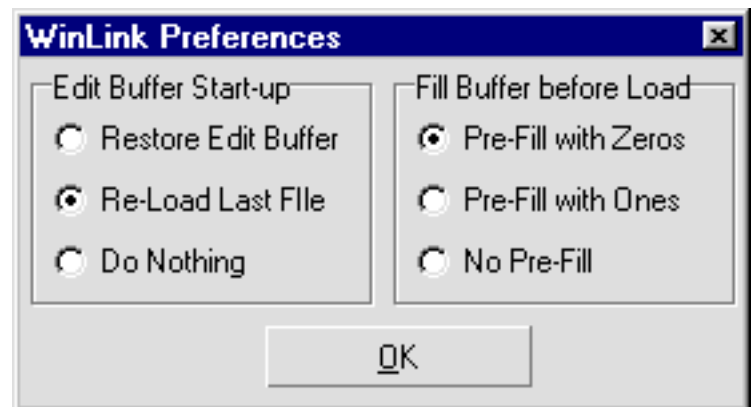 WinLink Preferences
Edit Buffer Start-up
Restore Edit Buffer
Re-Load Last FIle
Do Nothing
Fill Buffer before Load
Pre-Fill with Zeros
Pre-Fill with Ones
No Pre-Fill
OK